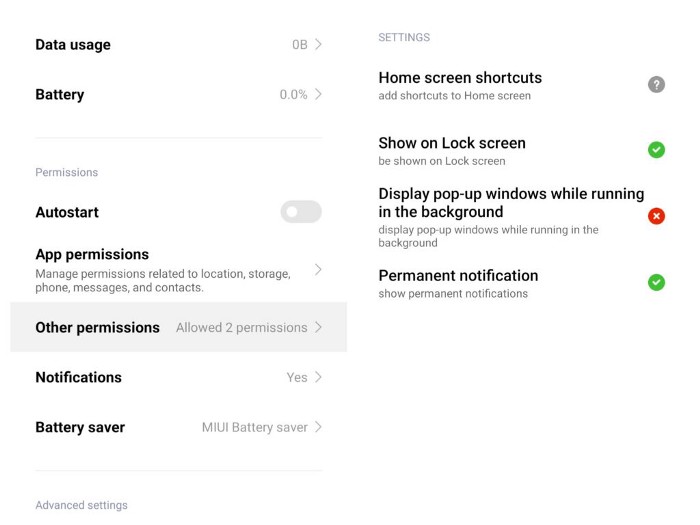 Data usage 0B
Battery 0.0%
Permissions
Autostart
App permissions
Manage permissions related to location, storage,
phone, messages, and contacts.
Other permissions Allowed 2 permissions
Notifications Yes
Battery saver MIUI Battery saver
Advanced settings
SETTINGS
Home screen shortcuts
add shortcuts to Home screen
?
Show on Lock screen
be shown on Lock screen
Display pop-up windows while running
in the background
display pop-up windows while running in the
background
Permanent notification
show permanent notifications